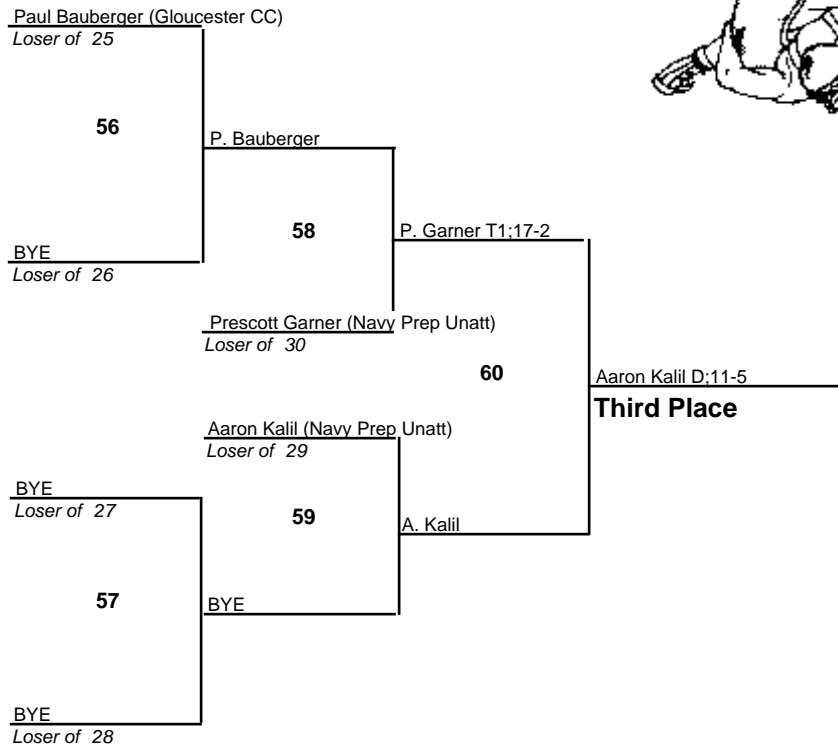 Paul Bauberger (Gloucester CC)
Loser of 25
56
P. Bauberger
BYE
Loser of 26
58
P. Garner T1;17-2
Prescott Garner (Navy Prep Unatt)
Loser of 30
60
Aaron Kalil D;11-5
Third Place
Aaron Kalil (Navy Prep Unatt)
Loser of 29
BYE
Loser of 27
59
A. Kalil
57
BYE
BYE
Loser of 28